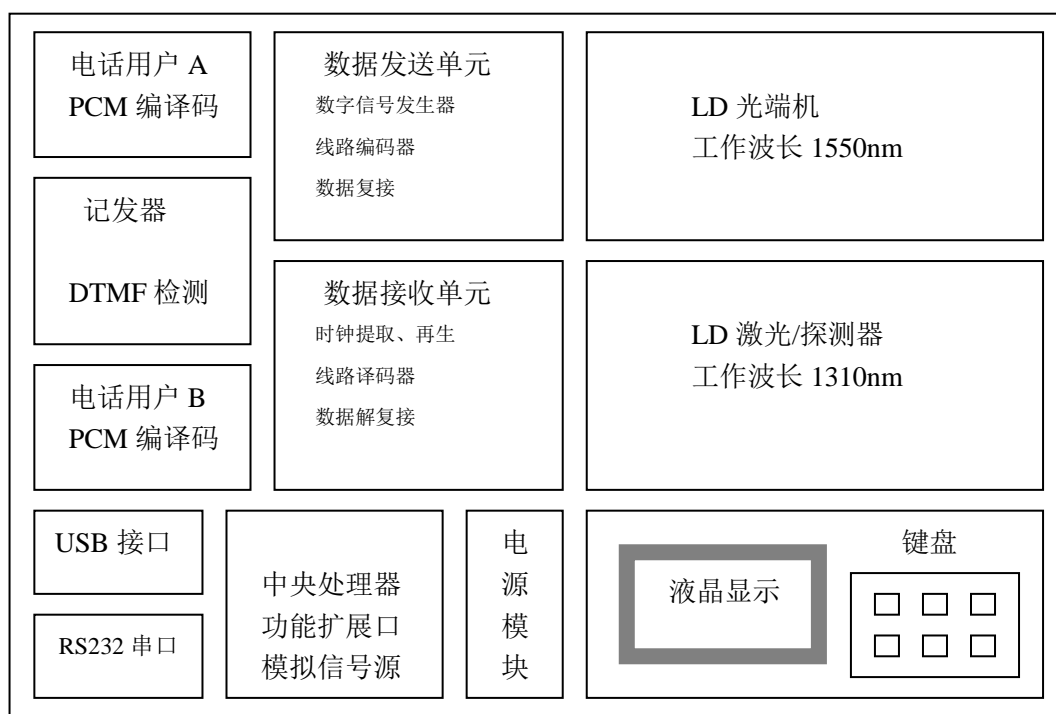 电话用户 A
PCM 编译码
数据发送单元
数字信号发生器
线路编码器
数据复接
LD 光端机
工作波长 1550nm
记发器
DTMF 检测
数据接收单元
时钟提取、再生
线路译码器
数据解复接
LD 激光/探测器
工作波长 1310nm
电话用户 B
PCM 编译码
USB 接口
RS232 串口
中央处理器
功能扩展口
模拟信号源
电
源
模
块
液晶显示
键盘